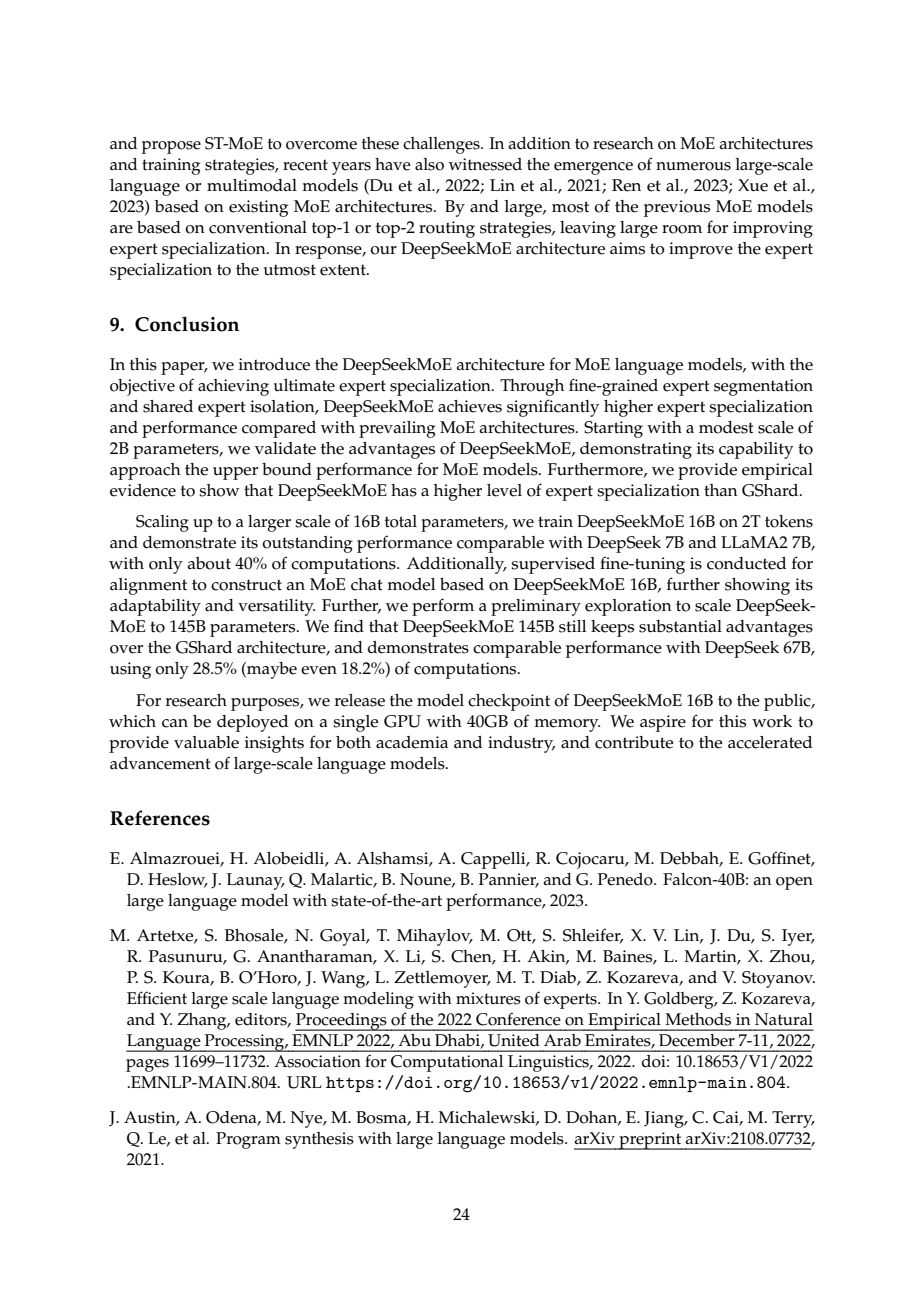 and propose ST-MoE to overcome these challenges. In addition to research on MoE architectures
and training strategies, recent years have also witnessed the emergence of numerous large-scale
language or multimodal models (Du et al., 2022; Lin et al., 2021; Ren et al., 2023; Xue et al.,
2023) based on existing MoE architectures. By and large, most of the previous MoE models
are based on conventional top-1 or top-2 routing strategies, leaving large room for improving
expert specialization. In response, our DeepSeekMoE architecture aims to improve the expert
specialization to the utmost extent.
9. Conclusion
In this paper, we introduce the DeepSeekMoE architecture for MoE language models, with the
objective of achieving ultimate expert specialization. Through fine-grained expert segmentation
and shared expert isolation, DeepSeekMoE achieves significantly higher expert specialization
and performance compared with prevailing MoE architectures. Starting with a modest scale of
2B parameters, we validate the advantages of DeepSeekMoE, demonstrating its capability to
approach the upper bound performance for MoE models. Furthermore, we provide empirical
evidence to show that DeepSeekMoE has a higher level of expert specialization than GShard.
Scaling up to a larger scale of 16B total parameters, we train DeepSeekMoE 16B on 2T tokens
and demonstrate its outstanding performance comparable with DeepSeek 7B and LLaMA2 7B,
with only about 40% of computations. Additionally, supervised fine-tuning is conducted for
alignment to construct an MoE chat model based on DeepSeekMoE 16B, further showing its
adaptability and versatility. Further, we perform a preliminary exploration to scale DeepSeek-
MoE to 145B parameters. We find that DeepSeekMoE 145B still keeps substantial advantages
over the GShard architecture, and demonstrates comparable performance with DeepSeek 67B,
using only 28.5% (maybe even 18.2%) of computations.
For research purposes, we release the model checkpoint of DeepSeekMoE 16B to the public,
which can be deployed on a single GPU with 40GB of memory. We aspire for this work to
provide valuable insights for both academia and industry, and contribute to the accelerated
advancement of large-scale language models.
References
E. Almazrouei, H. Alobeidli, A. Alshamsi, A. Cappelli, R. Cojocaru, M. Debbah, E. Goffinet,
D. Heslow, J. Launay, Q. Malartic, B. Noune, B. Pannier, and G. Penedo. Falcon-40B: an open
large language model with state-of-the-art performance, 2023.
M. Artetxe, S. Bhosale, N. Goyal, T. Mihaylov, M. Ott, S. Shleifer, X. V. Lin, J. Du, S. Iyer,
R. Pasunuru, G. Anantharaman, X. Li, S. Chen, H. Akin, M. Baines, L. Martin, X. Zhou,
P. S. Koura, B. O'Horo, J. Wang, L. Zettlemoyer, M. T. Diab, Z. Kozareva, and V. Stoyanov.
Efficient large scale language modeling with mixtures of experts. In Y. Goldberg, Z. Kozareva,
and Y. Zhang, editors, Proceedings of the 2022 Conference on Empirical Methods in Natural
Language Processing, EMNLP 2022, Abu Dhabi, United Arab Emirates, December 7-11, 2022,
pages 11699–11732. Association for Computational Linguistics, 2022. doi: 10.18653/V1/2022
.EMNLP-MAIN.804. URL https://doi.org/10.18653/v1/2022.emnlp-main.804.
J. Austin, A. Odena, M. Nye, M. Bosma, H. Michalewski, D. Dohan, E. Jiang, C. Cai, M. Terry,
Q. Le, et al. Program synthesis with large language models. arXiv preprint arXiv:2108.07732,
2021.
24